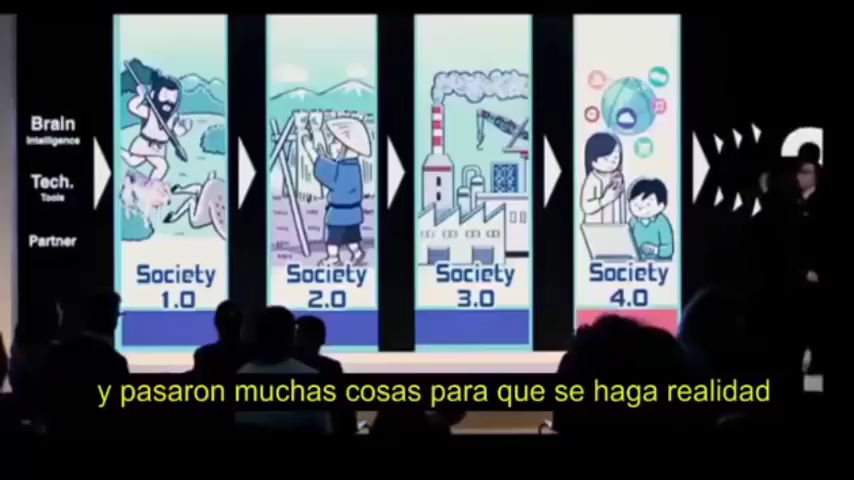 Brain
Intelligence
Tech.
Tools
Partner
Society
1.0
Society
2.0
Society
3.0
Society
4.0
y pasaron muchas cosas para que se haga realidad